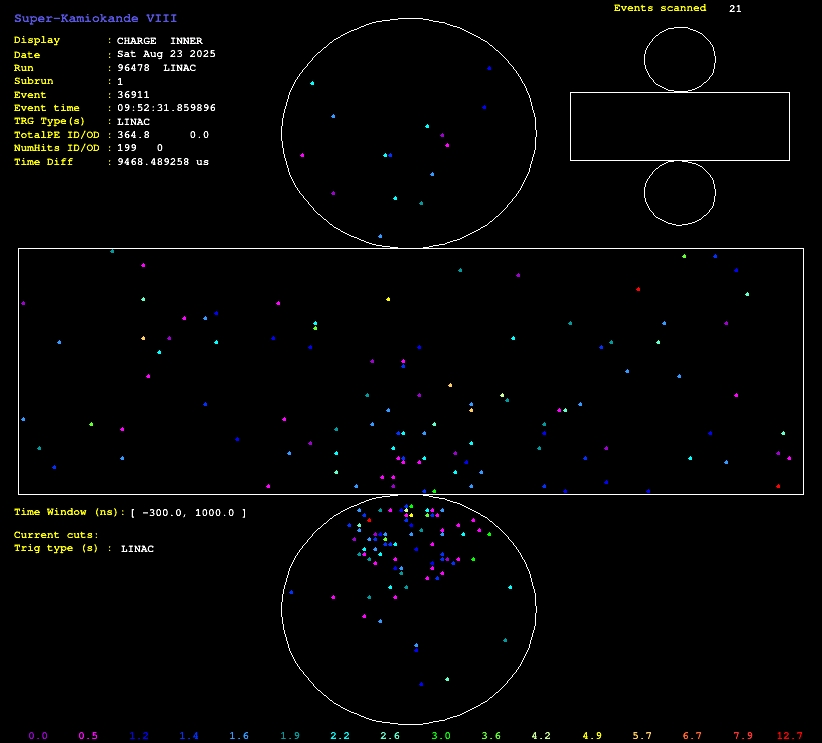 Super-Kamiokande VIII
Events scanned 21
Display : CHARGE INNER
Date : Sat Aug 23 2025
Run : 96478 LINAC
Subrun : 1
Event : 36911
Event time : 09:52:31.859896
TRG Type(s) : LINAC
TotalPE ID/OD : 364.8 0.0
NumHits ID/OD : 199 0
Time Diff : 9468.489258 us
Time Window (ns): [ -300.0, 1000.0 ]
Current cuts:
Trig type (s) : LINAC
0.0 0.5 1.2 1.4 1.6 1.9 2.2 2.6 3.0 3.6 4.2 4.9 5.7 6.7 7.9 12.7